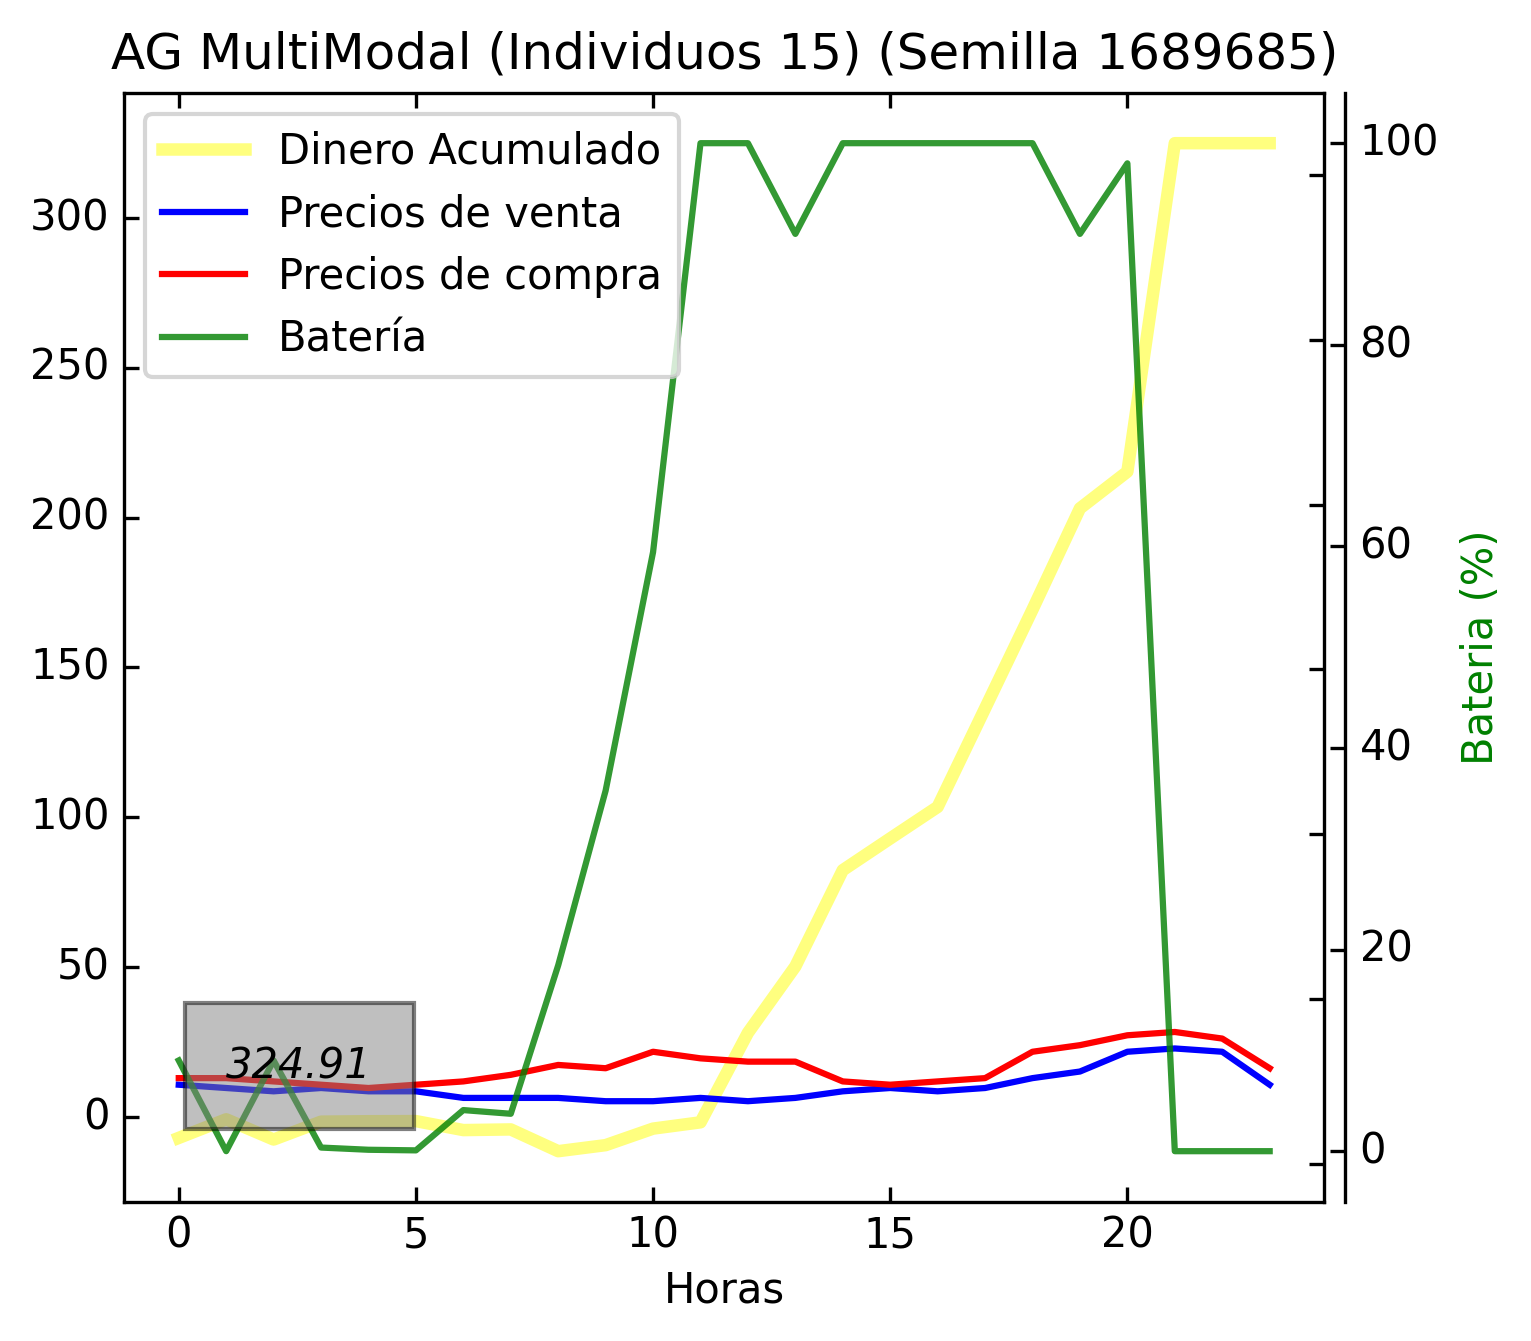 AG MultiModal (Individuos 15) (Semilla 1689685)
Dinero Acumulado
Precios de venta
Precios de compra
Batería
300
250
200
150
100
50
0
100
80
60
40
20
0
Bateria (%)
324.91
0 5 10 15 20
Horas